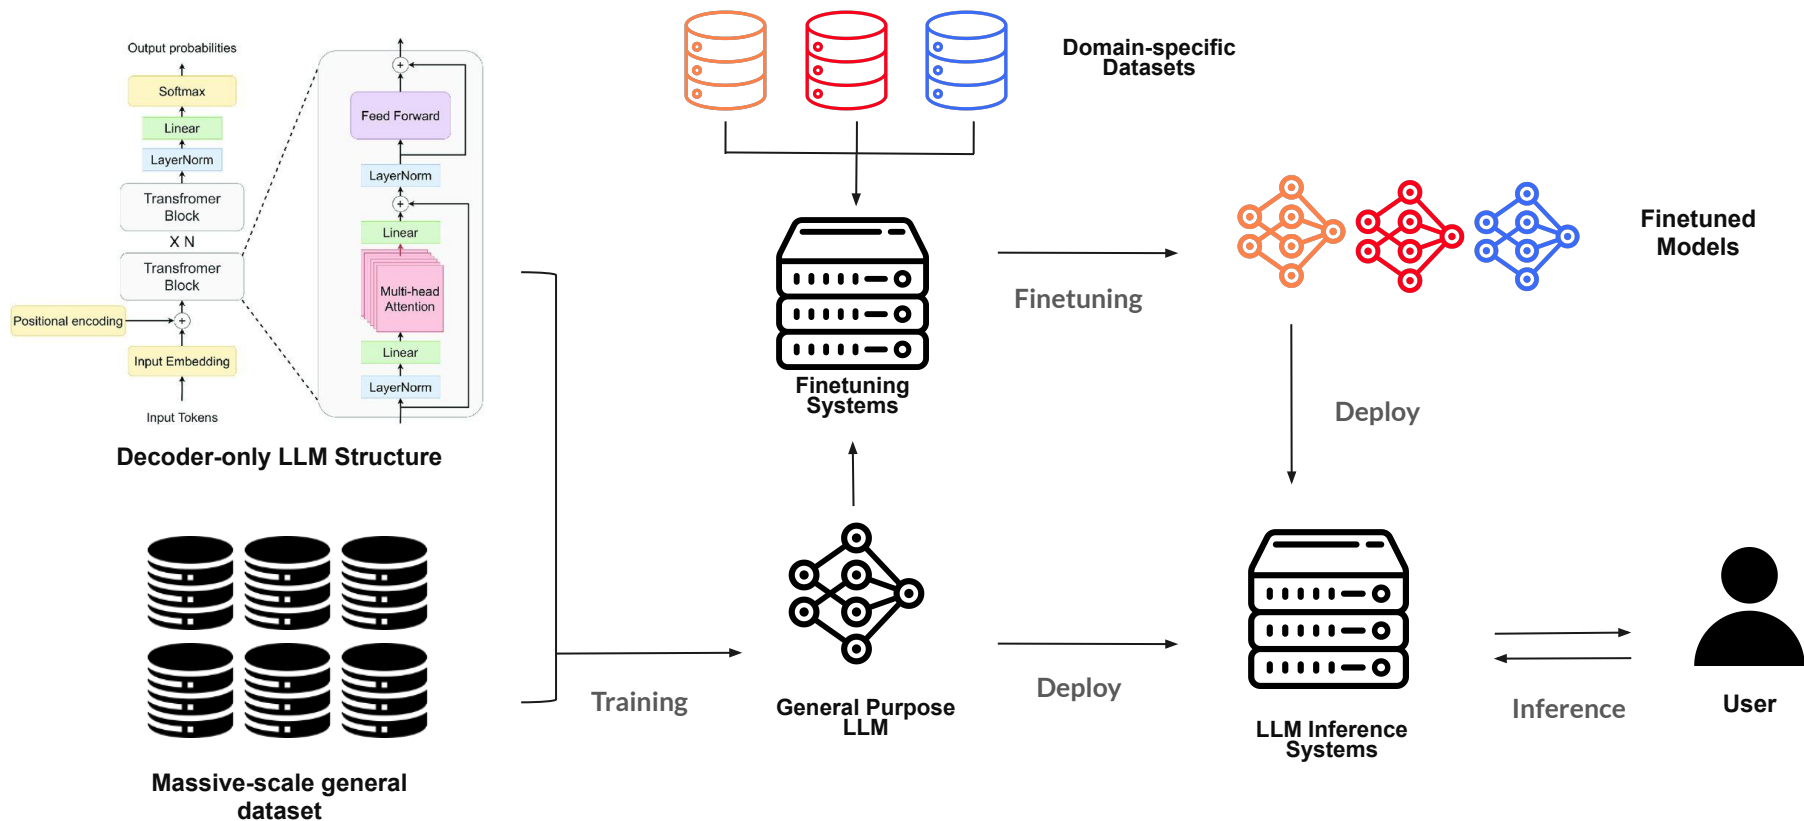 Output probabilities
Softmax
Linear
LayerNorm
Transfromer
Block
X N
Transfromer
Block
Positional encoding
+
Input Embedding
Input Tokens
+
Feed Forward
LayerNorm
+
Linear
Multi-head
Attention
Linear
LayerNorm
Decoder-only LLM Structure
Massive-scale general
dataset
Training
Domain-specific
Datasets
Finetuning
Systems
Finetuning
Finetuned
Models
Deploy
General Purpose
LLM
Deploy
LLM Inference
Systems
Inference
User